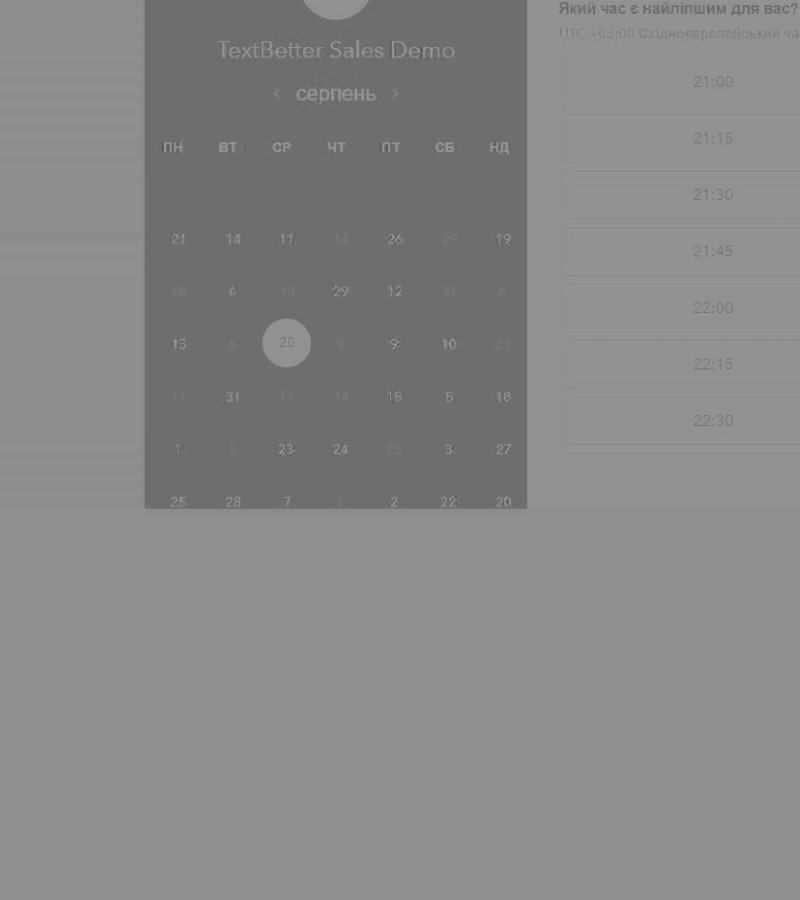 TextBetter Sales Demo
< серпень >
ПН ВТ СР ЧТ ПТ СБ НД
21 14 11 14 26 29 19
18 4 13 29 12 31 6
13 6 20 9 9 10 23
11 31 17 14 15 5 18
1 5 23 24 23 3 27
25 28 7 1 2 22 20
Який час є найліпшим для вас?
UTC +03:00 Східноєвропейський ча
21:00
21:15
21:30
21:45
22:00
22:15
22:30